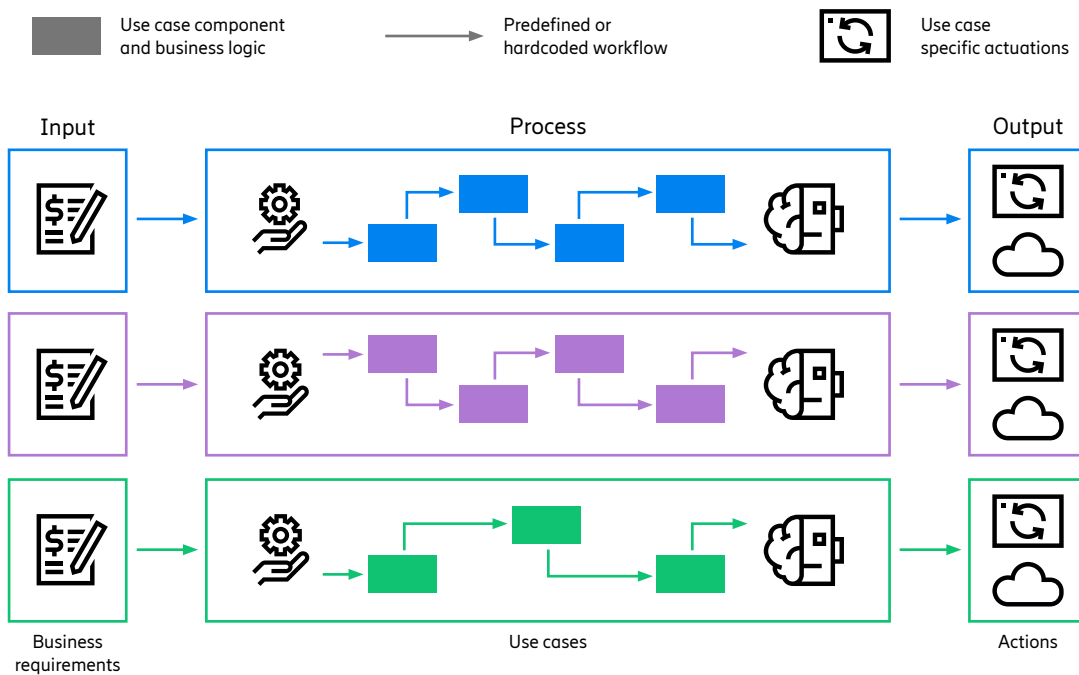 Use case component
and business logic
Predefined or
hardcoded workflow
Use case
specific actuations
Input
Process
Output
$
$
$
Business
requirements
Use cases
Actions